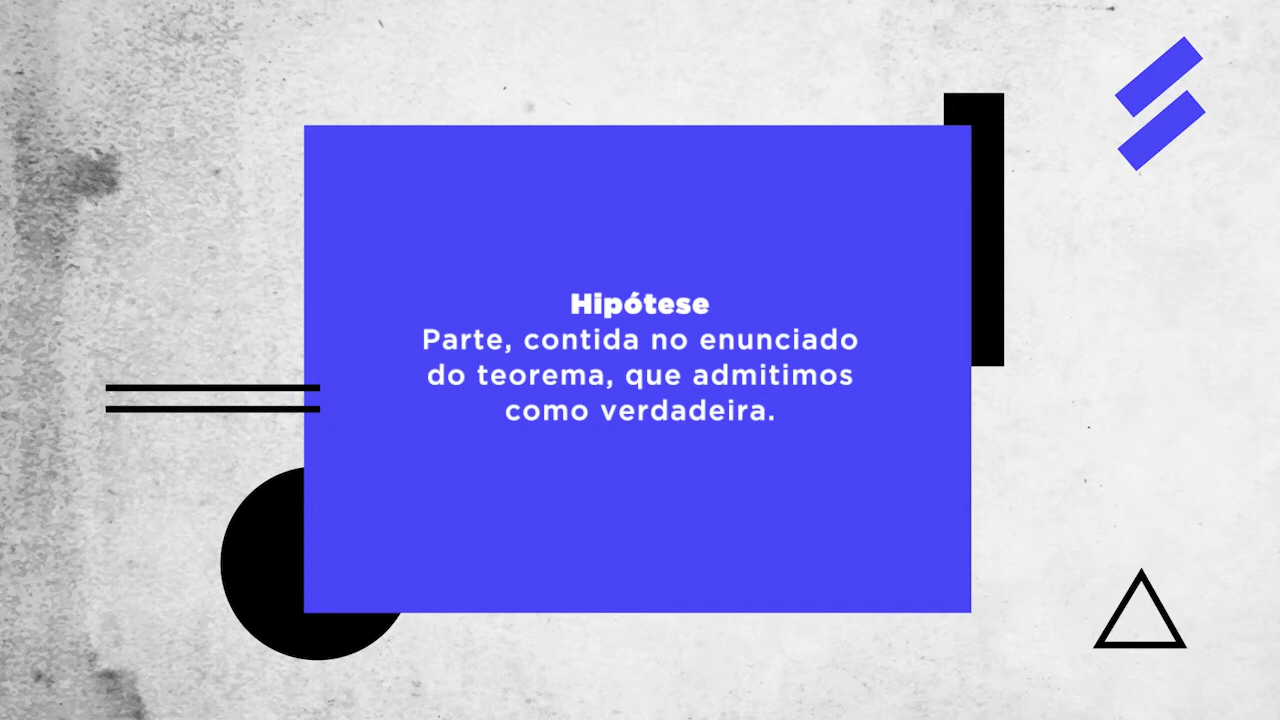 Hipótese
Parte, contida no enunciado
do teorema, que admitimos
como verdadeira.